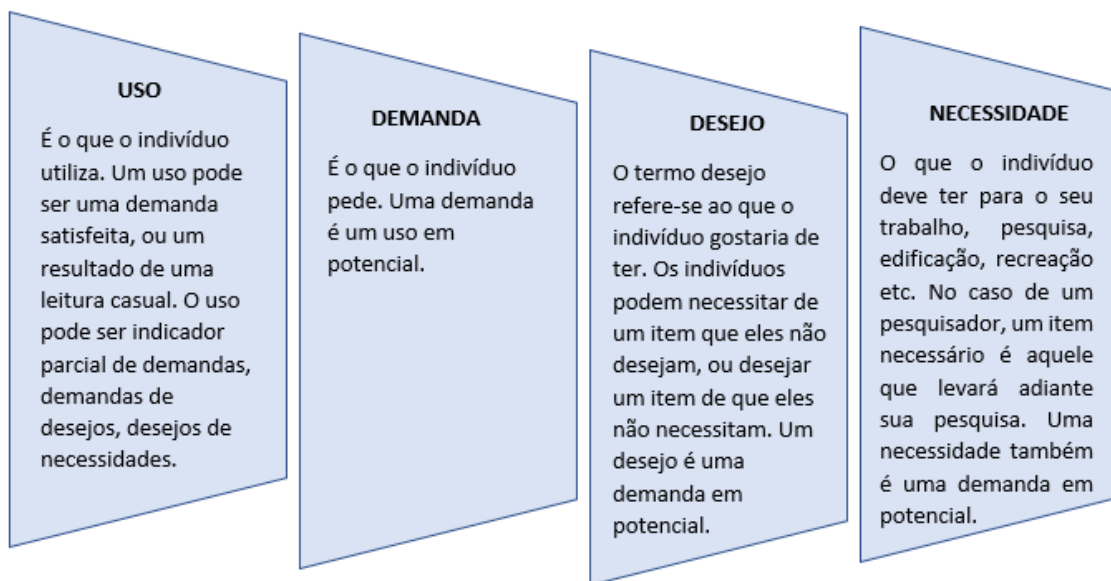 USO
É o que o indivíduo
utiliza. Um uso pode
ser uma demanda
satisfeita, ou um
resultado de uma
leitura casual. O uso
pode ser indicador
parcial de demandas,
demandas de
desejos, desejos de
necessidades.
DEMANDA
É o que o indivíduo
pede. Uma demanda
é um uso em
potencial.
DESEJO
O termo desejo
refere-se ao que o
indivíduo gostaria de
ter. Os indivíduos
podem necessitar de
um item que eles não
desejam, ou desejar
um item de que eles
não necessitam. Um
desejo é uma
demanda em
potencial.
NECESSIDADE
O que o indivíduo
deve ter para o seu
trabalho, pesquisa,
edificação, recreação
etc. No caso de um
pesquisador, um item
necessário é aquele
que levará adiante
sua pesquisa. Uma
necessidade também
é uma demanda em
potencial.